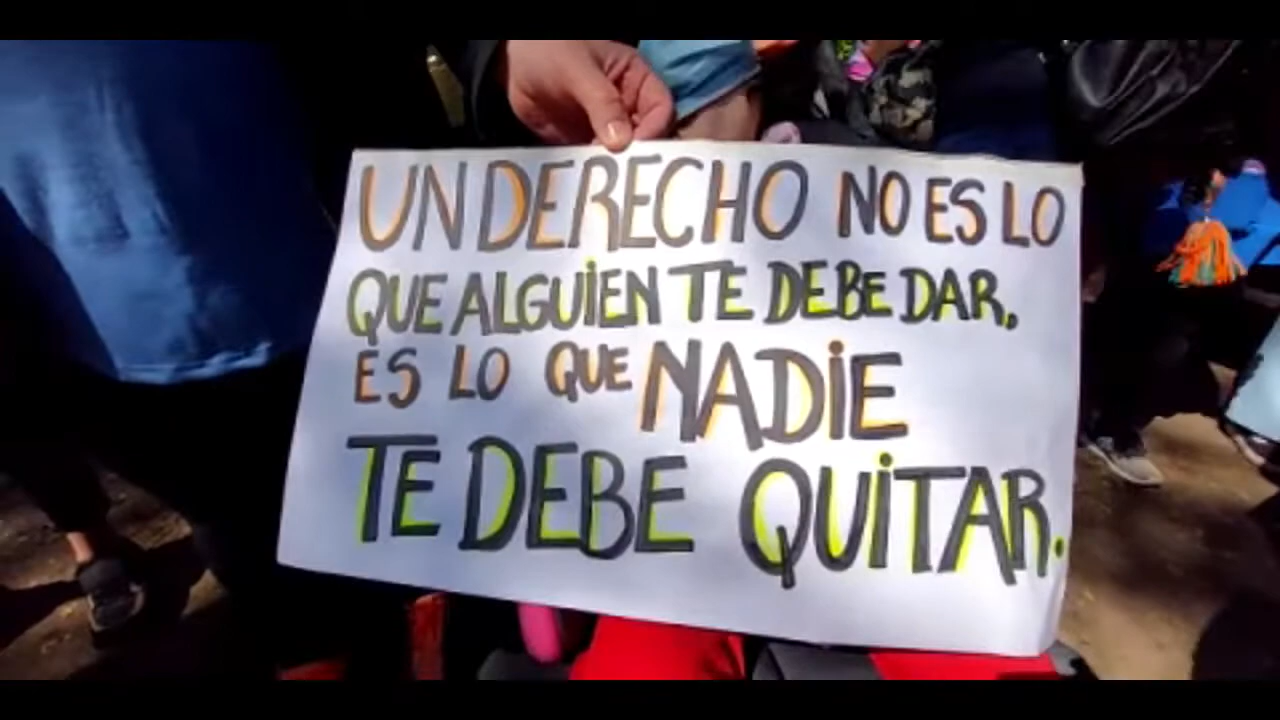 UN DERECHO NO ES LO
QUE ALGUIEN TE DEBE DAR,
ES LO QUE NADIE
TE DEBE QUITAR.